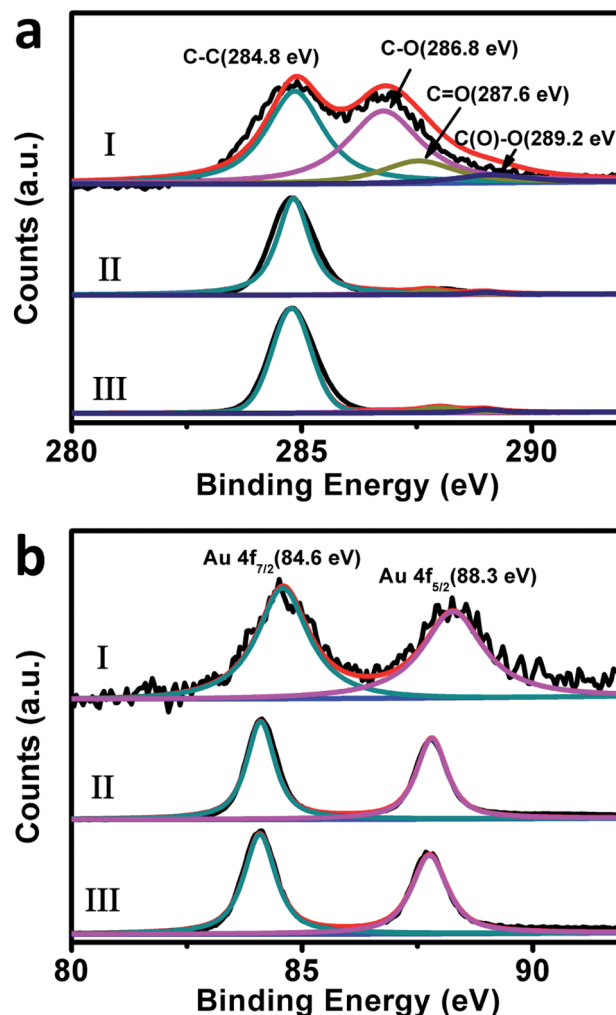 a
C-C(284.8 eV)
C-O(286.8 eV)
C=O(287.6 eV)
C(O)-O(289.2 eV)
I
II
III
Counts (a.u.)
280 285 290
Binding Energy (eV)
b
Au 4f7/2(84.6 eV)
Au 4f5/2(88.3 eV)
I
II
III
Counts (a.u.)
80 85 90
Binding Energy (eV)